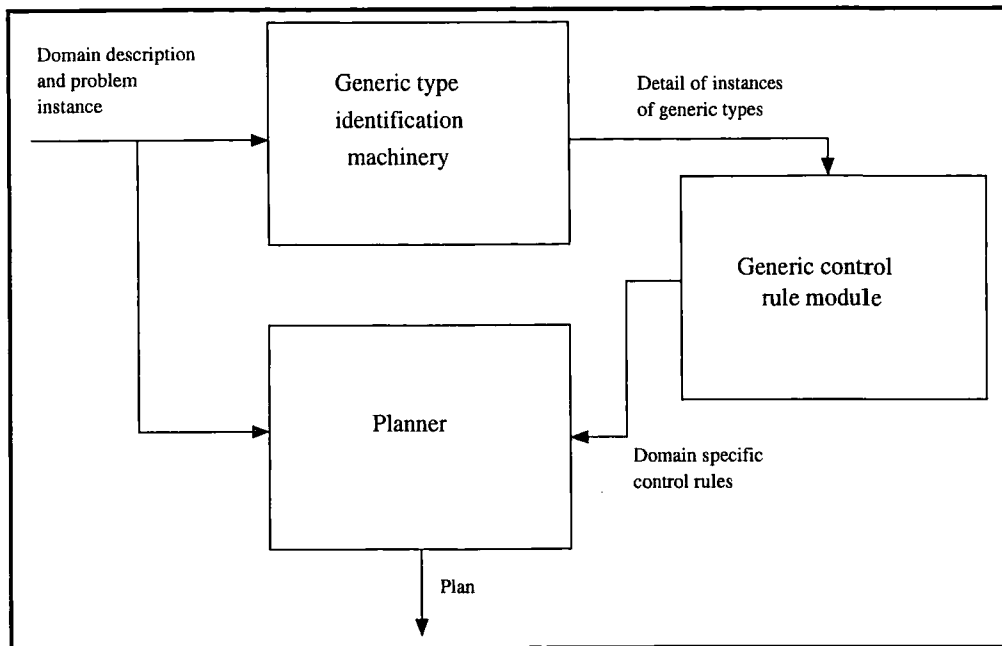 Domain description
and problem
instance
Generic type
identification
machinery
Detail of instances
of generic types
Generic control
rule module
Planner
Domain specific
control rules
Plan